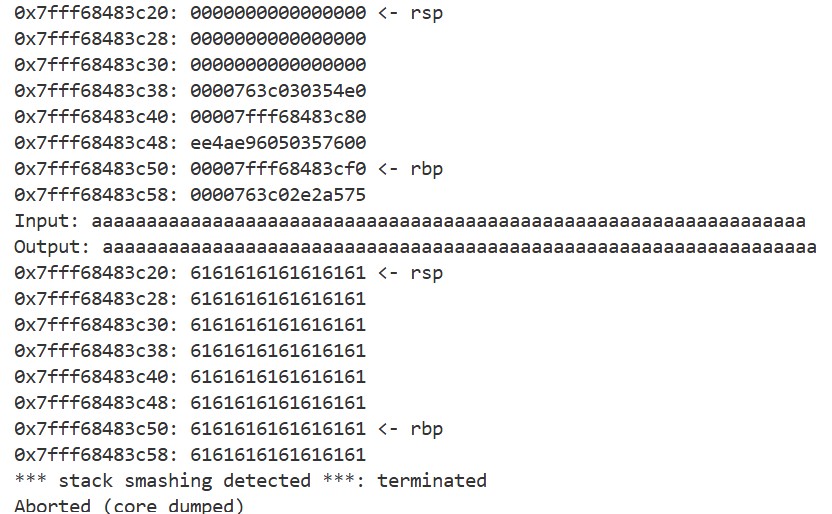 0x7fff68483c20: 0000000000000000 <- rsp
0x7fff68483c28: 0000000000000000
0x7fff68483c30: 0000000000000000
0x7fff68483c38: 0000763c030354e0
0x7fff68483c40: 00007fff68483c80
0x7fff68483c48: ee4ae96050357600
0x7fff68483c50: 00007fff68483cf0 <- rbp
0x7fff68483c58: 0000763c02e2a575
Input: aaaaaaaaaaaaaaaaaaaaaaaaaaaaaaaaaaaaaaaaaaaaaaaaaaaaaaaaaaaaaaaaa
Output: aaaaaaaaaaaaaaaaaaaaaaaaaaaaaaaaaaaaaaaaaaaaaaaaaaaaaaaaaaaaaaaaa
0x7fff68483c20: 6161616161616161 <- rsp
0x7fff68483c28: 6161616161616161
0x7fff68483c30: 6161616161616161
0x7fff68483c38: 6161616161616161
0x7fff68483c40: 6161616161616161
0x7fff68483c48: 6161616161616161
0x7fff68483c50: 6161616161616161 <- rbp
0x7fff68483c58: 6161616161616161
*** stack smashing detected ***: terminated
Aborted (core dumped)